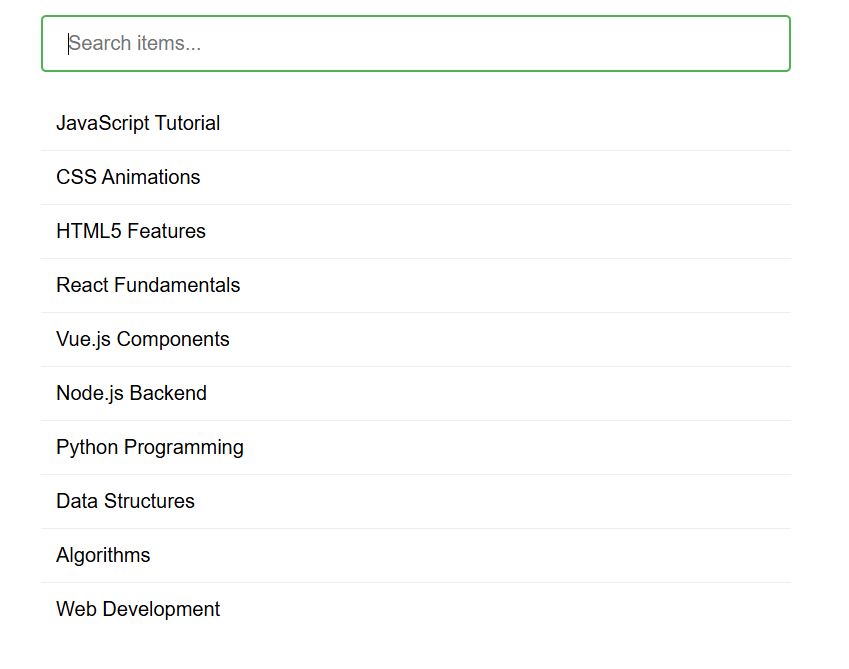 Search items...
JavaScript Tutorial
CSS Animations
HTML5 Features
React Fundamentals
Vue.js Components
Node.js Backend
Python Programming
Data Structures
Algorithms
Web Development